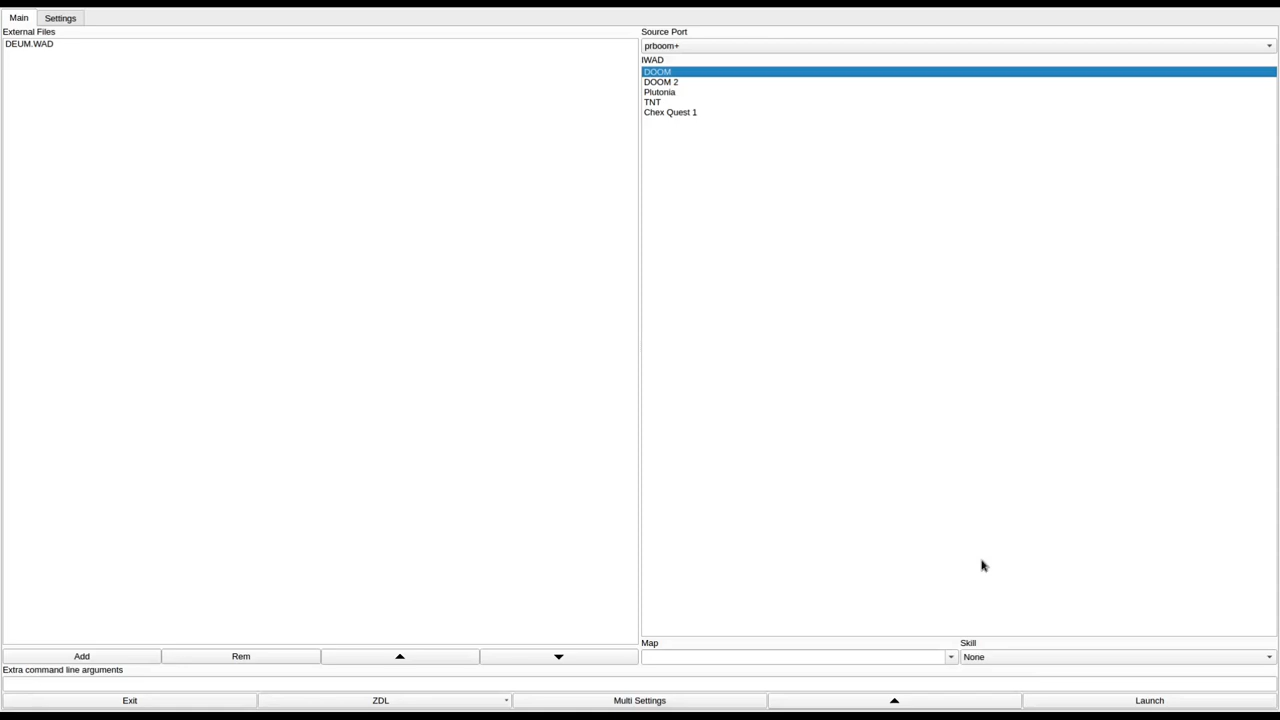 Main
Settings
External Files
DEUM.WAD
Source Port
prboom+
IWAD
DOOM
DOOM 2
Plutonia
TNT
Chex Quest 1
Add
Rem
Map
Skill
None
Extra command line arguments
Exit
ZDL
Multi Settings
Launch